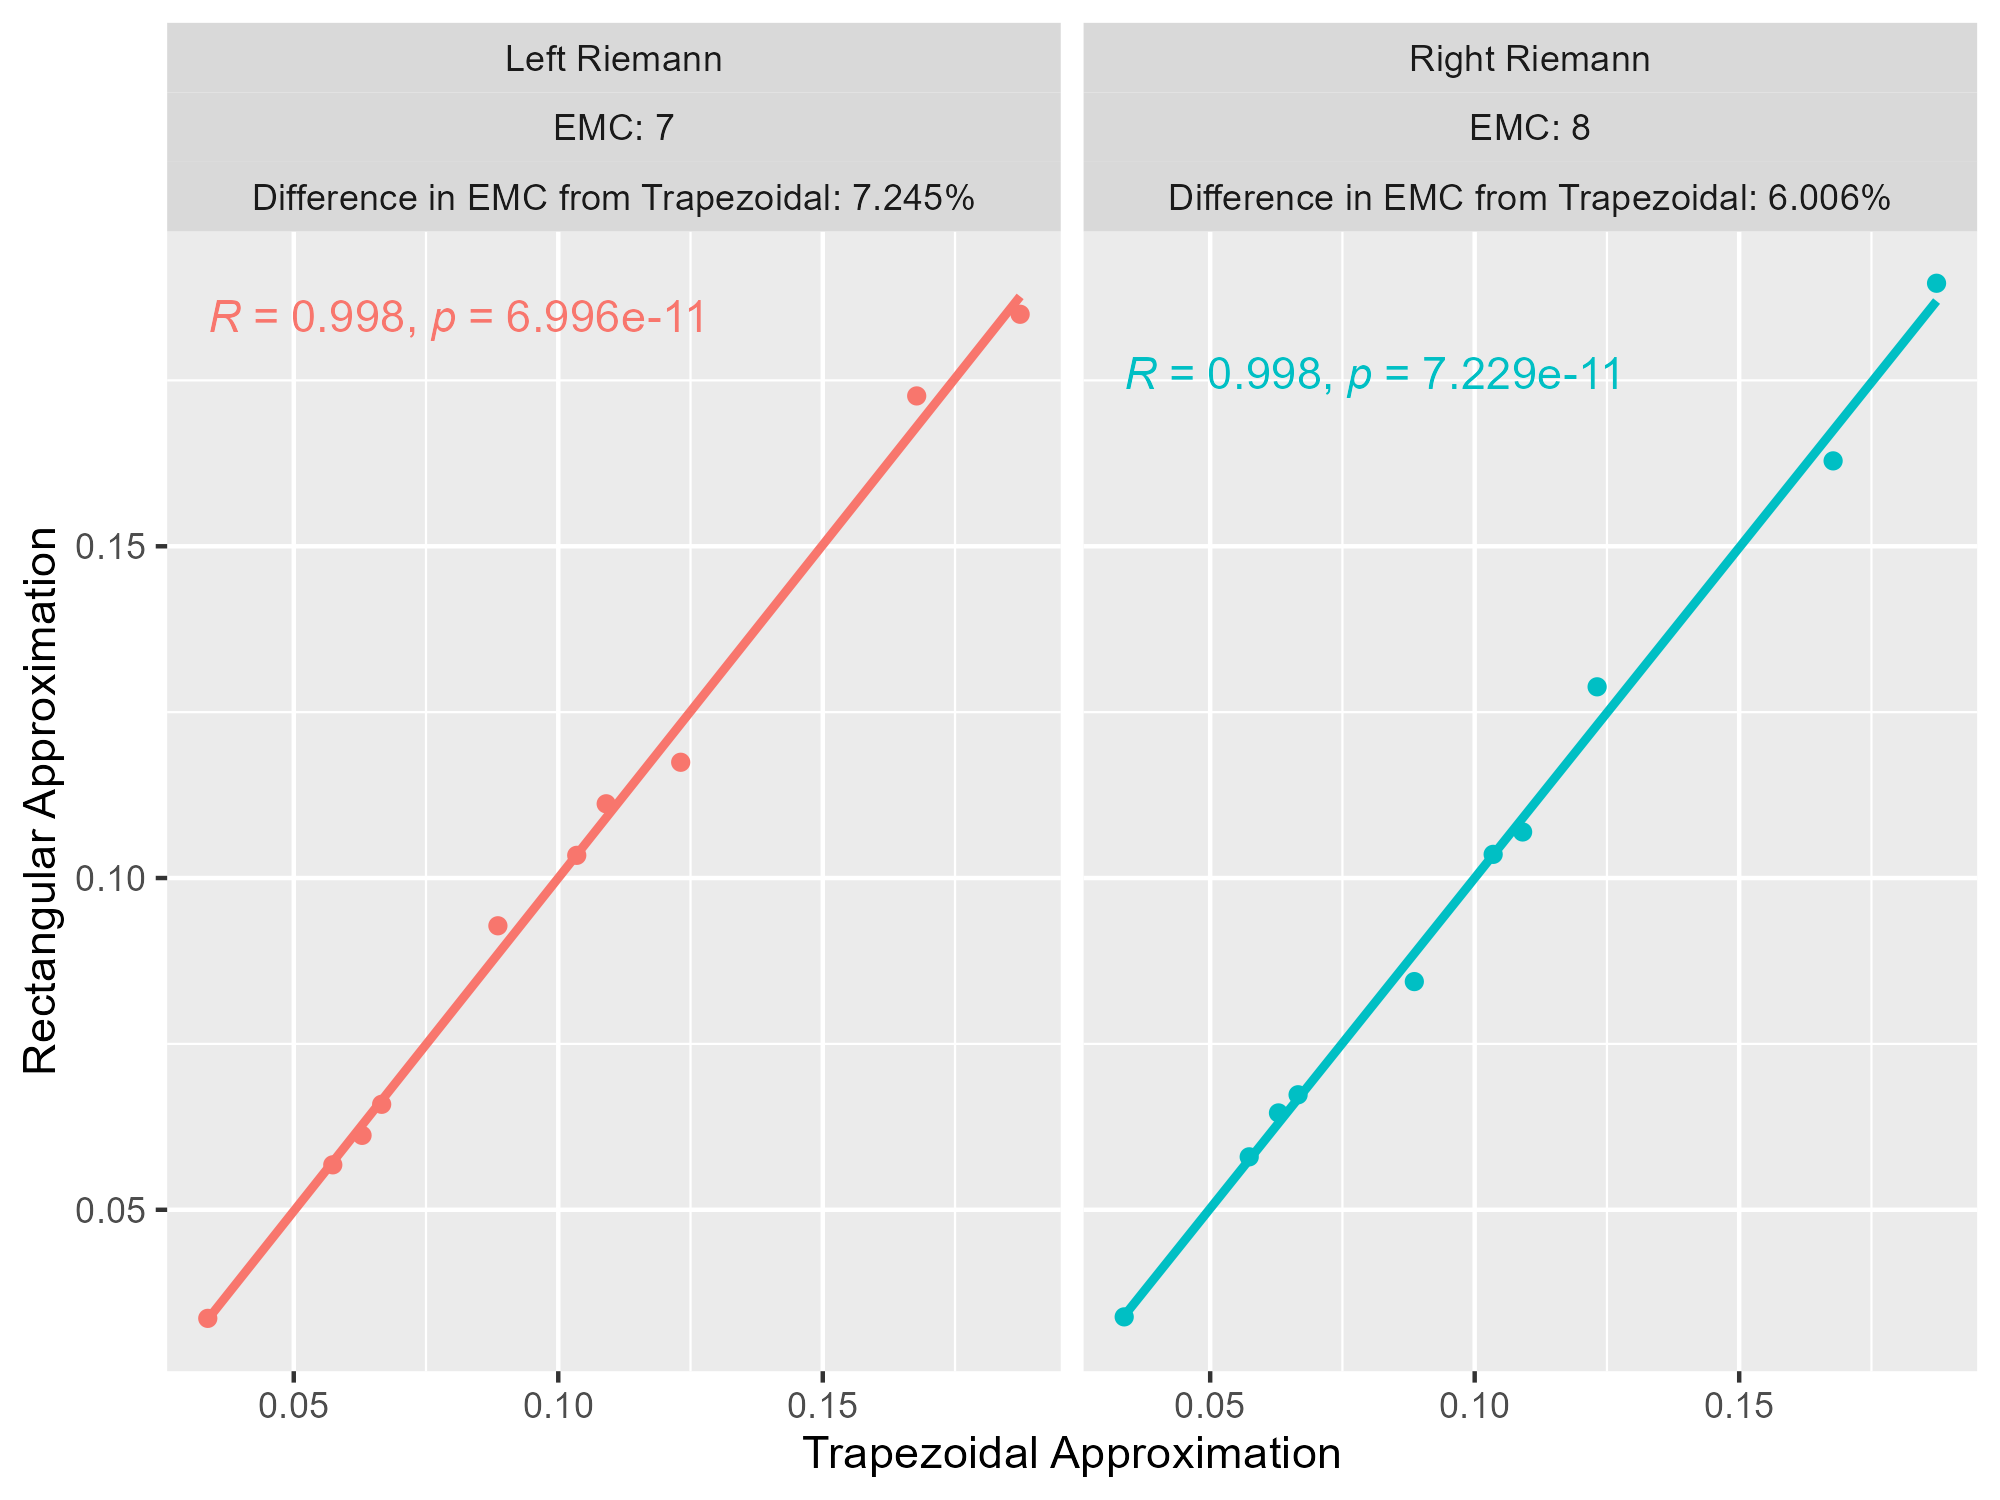 Left Riemann
EMC: 7
Difference in EMC from Trapezoidal: 7.245%
Right Riemann
EMC: 8
Difference in EMC from Trapezoidal: 6.006%
R = 0.998, p = 6.996e-11
R = 0.998, p = 7.229e-11
Rectangular Approximation
0.15
0.10
0.05
0.05 0.10 0.15
0.05 0.10 0.15
Trapezoidal Approximation